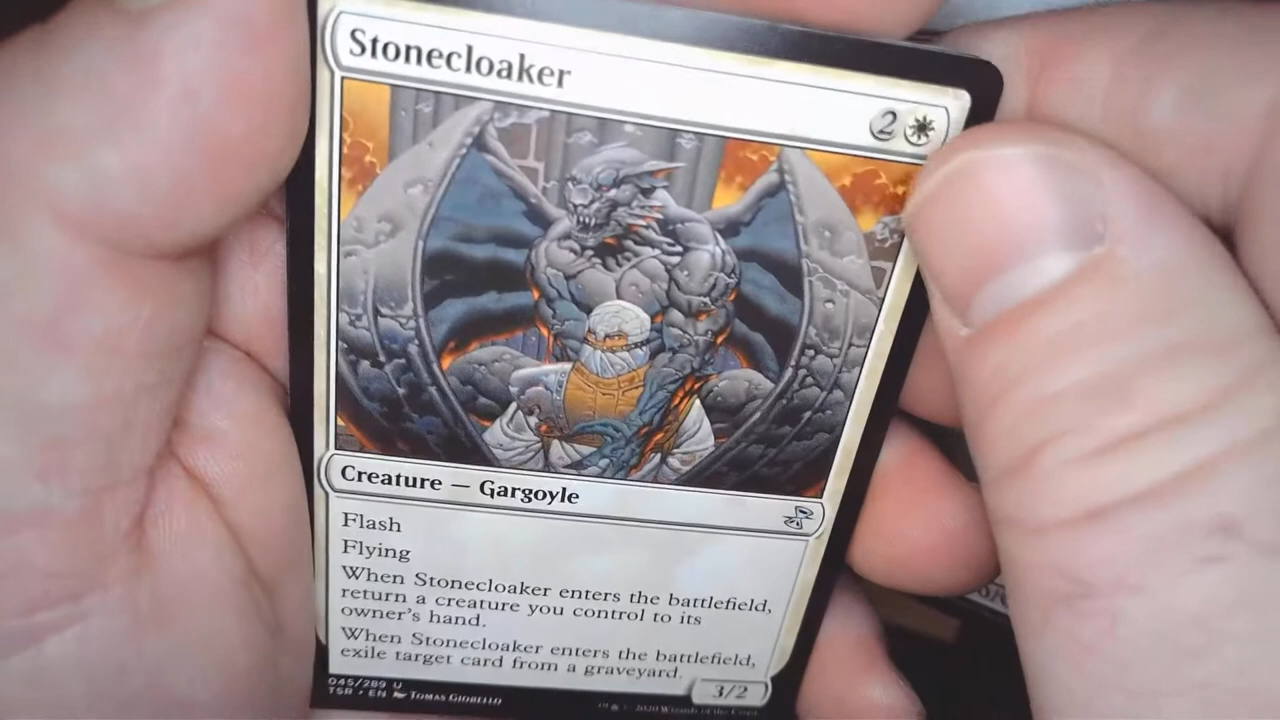 Stonecloaker
2
Creature — Gargoyle
Flash
Flying
When Stonecloaker enters the battlefield,
return a creature you control to its
owner's hand.
When Stonecloaker enters the battlefield,
exile target card from a graveyard.
3/2
045/289 U
TSR • EN Tomas Giorello
2020 Wizards of the Coast